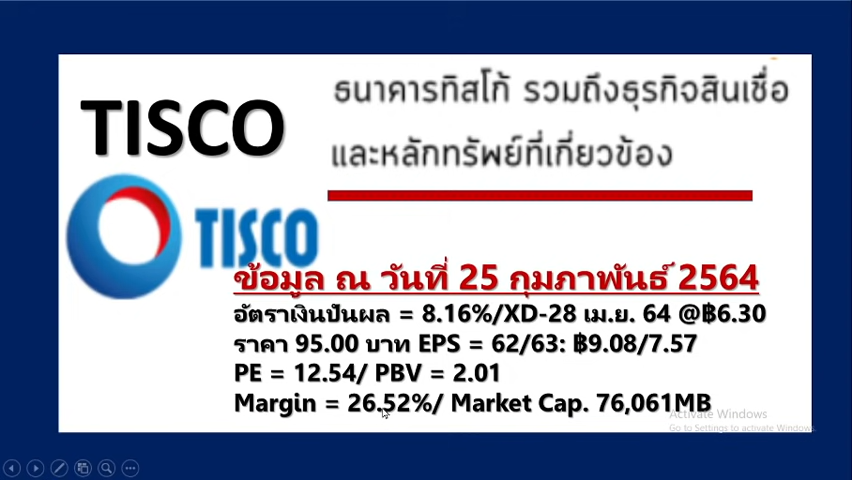 TISCO
ธนาคารทิสโก้ รวมถึงธุรกิจสินเชื่อ
และหลักทรัพย์ที่เกี่ยวข้อง
TISCO
ข้อมูล ณ วันที่ 25 กุมภาพันธ์ 2564
อัตราเงินปันผล = 8.16%/XD-28 เม.ย. 64 @฿6.30
ราคา 95.00 บาท EPS = 62/63: ฿9.08/7.57
PE = 12.54/ PBV = 2.01
Margin = 26.52%/ Market Cap. 76,061MB
Activate Windows
Go to Settings to activate Windows.